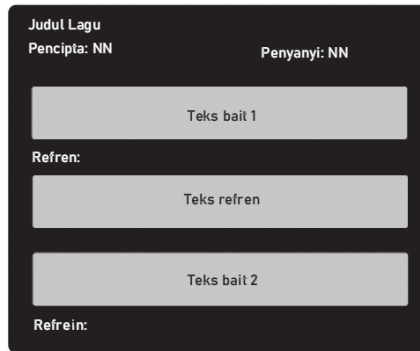 Judul Lagu
Pencipta: NN
Penyanyi: NN
Teks bait 1
Refren:
Teks refren
Teks bait 2
Refrein: